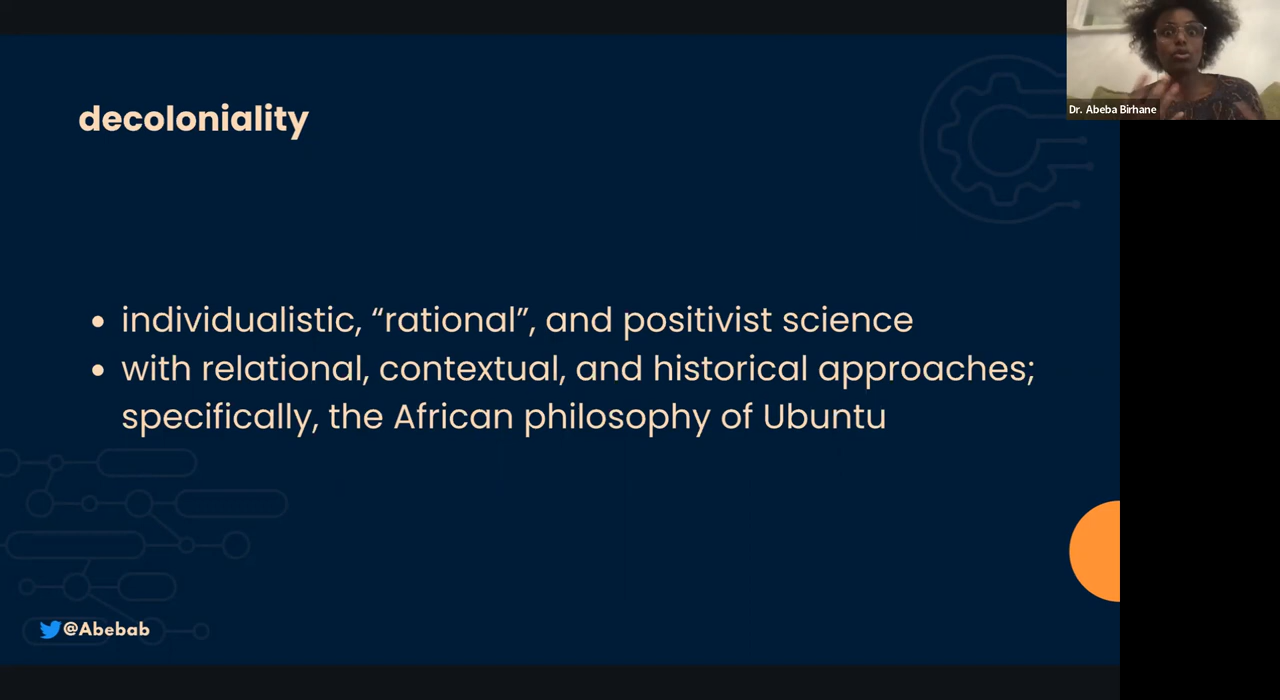 Dr. Abeba Birhane
decoloniality
• individualistic, “rational”, and positivist science
• with relational, contextual, and historical approaches;
specifically, the African philosophy of Ubuntu
@Abebab